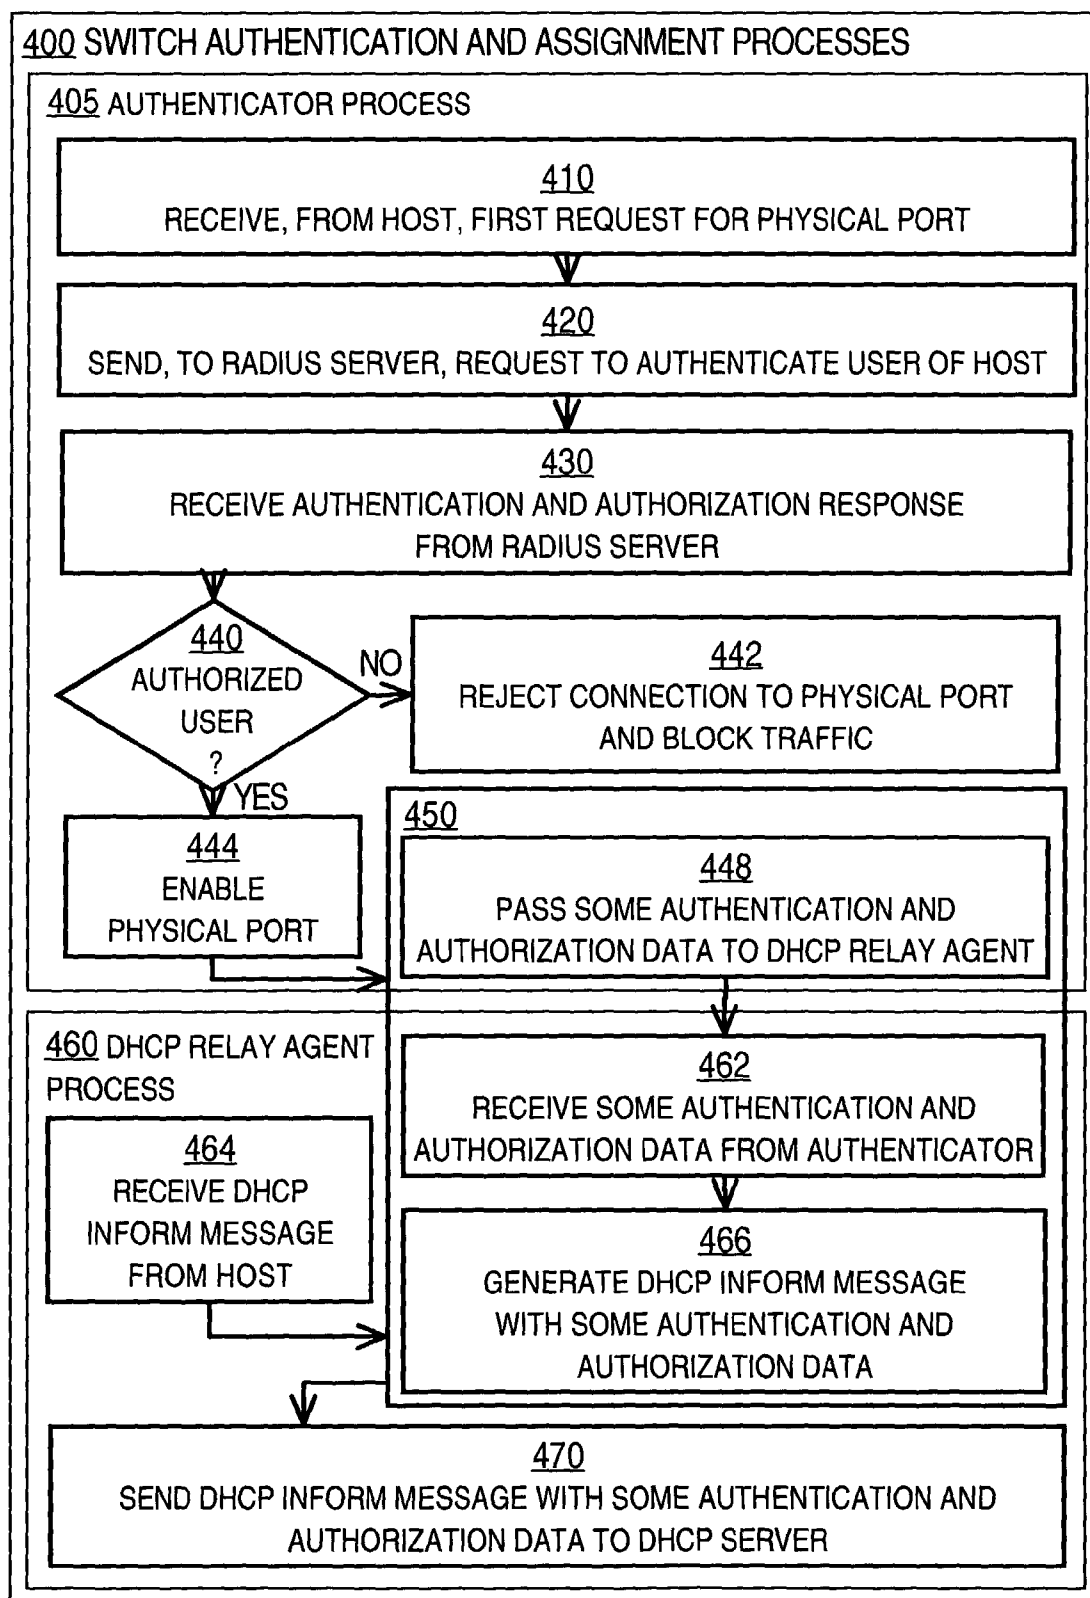 400 SWITCH AUTHENTICATION AND ASSIGNMENT PROCESSES
405 AUTHENTICATOR PROCESS
410
RECEIVE, FROM HOST, FIRST REQUEST FOR PHYSICAL PORT
420
SEND, TO RADIUS SERVER, REQUEST TO AUTHENTICATE USER OF HOST
430
RECEIVE AUTHENTICATION AND AUTHORIZATION RESPONSE
FROM RADIUS SERVER
440
AUTHORIZED
USER
?
NO
442
REJECT CONNECTION TO PHYSICAL PORT
AND BLOCK TRAFFIC
YES
444
ENABLE
PHYSICAL PORT
450
448
PASS SOME AUTHENTICATION AND
AUTHORIZATION DATA TO DHCP RELAY AGENT
460 DHCP RELAY AGENT
PROCESS
462
RECEIVE SOME AUTHENTICATION AND
AUTHORIZATION DATA FROM AUTHENTICATOR
464
RECEIVE DHCP
INFORM MESSAGE
FROM HOST
466
GENERATE DHCP INFORM MESSAGE
WITH SOME AUTHENTICATION AND
AUTHORIZATION DATA
470
SEND DHCP INFORM MESSAGE WITH SOME AUTHENTICATION AND
AUTHORIZATION DATA TO DHCP SERVER